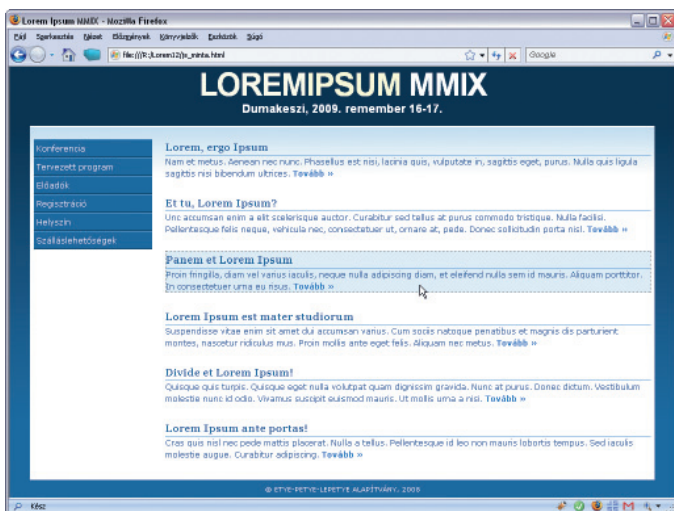 Lorem Ipsum MMIX - Mozilla Firefox
Fájl Szerkesztés Nézet Előzmények Könyvjelzők Eszközök Súgó
file:///R:/Lorem12/js_minta.html Google
LOREMIPSUM MMIX
Dumakeszi, 2009. remember 16-17.
Konferencia
Tervezett program
Előadók
Regisztráció
Helyszín
Szálláslehetőségek
Lorem, ergo Ipsum
Nam et metus. Aenean nec nunc. Phasellus est nisi, lacinia quis, vulputate in, sagittis eget, purus. Nulla quis ligula
sagittis nisi bibendum ultrices. Tovább »
Et tu, Lorem Ipsum?
Unc accumsan enim a elit scelerisque auctor. Curabitur sed tellus at purus commodo tristique. Nulla facilisi.
Pellentesque felis neque, vehicula nec, consectetuer ut, ornare at, pede. Donec sollicitudin porta nisl. Tovább »
Panem et Lorem Ipsum
Proin fringilla, diam vel varius iaculis, neque nulla adipiscing diam, et eleifend nulla sem id mauris. Aliquam porttitor.
In consectetuer urna eu risus. Tovább »
Lorem Ipsum est mater studiorum
Suspendisse vitae enim sit amet dui accumsan varius. Cum sociis natoque penatibus et magnis dis parturient
montes, nascetur ridiculus mus. Proin mollis ante eget felis. Aliquam nec metus. Tovább »
Divide et Lorem Ipsum!
Quisque quis turpis. Quisque eget nulla volutpat quam dignissim gravida. Nunc at purus. Donec dictum. Vestibulum
molestie nunc id odio. Vivamus suscipit euismod mauris. Ut mollis urna a nisi. Tovább »
Lorem Ipsum ante portas!
Cras quis nisl nec pede mattis placerat. Nulla a tellus. Pellentesque id leo non mauris lobortis tempus. Sed iaculis
molestie augue. Curabitur adipiscing. Tovább »
© ETYE-PETYE-LEPETYE ALAPÍTVÁNY, 2008
Kész